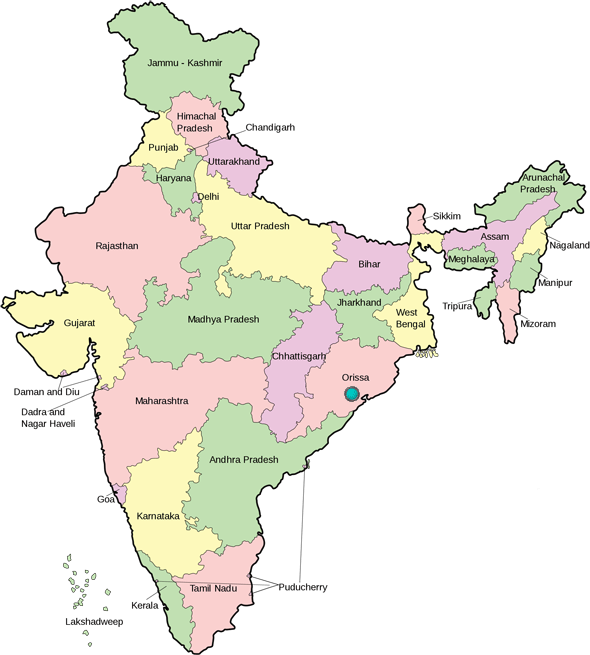 Jammu - Kashmir
Himachal
Pradesh
Chandigarh
Punjab
Uttarakhand
Haryana
Delhi
Arunachal
Pradesh
Sikkim
Uttar Pradesh
Assam
Nagaland
Rajasthan
Bihar
Meghalaya
Manipur
Jharkhand
Tripura
West
Bengal
Mizoram
Gujarat
Madhya Pradesh
Chhattisgarh
Orissa
Daman and Diu
Maharashtra
Dadra and
Nagar Haveli
Andhra Pradesh
Goa
Karnataka
Puducherry
Tamil Nadu
Kerala
Lakshadweep